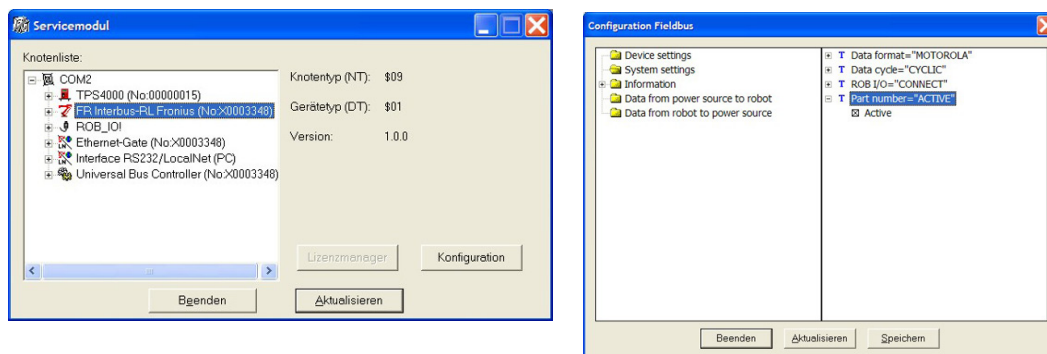 Servicemodul
Knotenliste:
COM2
TPS4000 (No:00000015)
FR Interbus-RL Fronius (No:X0003348)
ROB_IO!
Ethernet-Gate (No:X0003348)
Interface RS232/LocalNet (PC)
Universal Bus Controller (No:X0003348)
Knotentyp (NT): $09
Gerätetyp (DT): $01
Version: 1.0.0
Lizenzmanager
Konfiguration
Beenden
Aktualisieren
Configuration Fieldbus
Device settings
System settings
Information
Data from power source to robot
Data from robot to power source
T Data format="MOTOROLA"
T Data cycle="CYCLIC"
T ROB I/O="CONNECT"
T Part number="ACTIVE"
Active
Beenden
Aktualisieren
Speichern